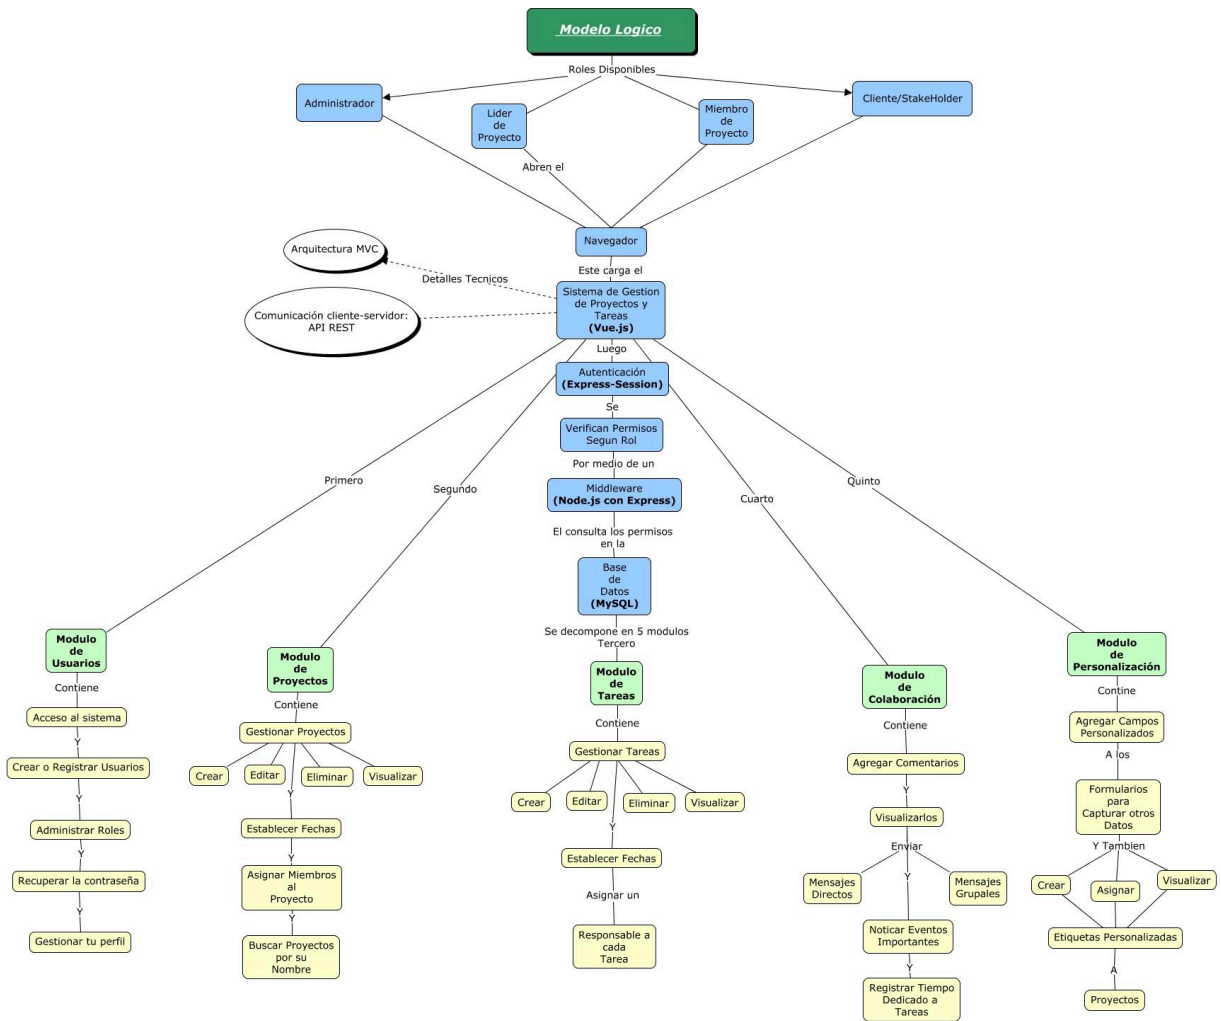 Modelo Logico
Roles Disponibles
Administrador
Lider
de
Proyecto
Miembro
de
Proyecto
Cliente/StakeHolder
Abren el
Navegador
Este carga el
Arquitectura MVC
Detalles Tecnicos
Comunicación cliente-servidor:
API REST
Sistema de Gestion
de Proyectos y
Tareas
(Vue.js)
Luego
Autenticación
(Express-Session)
Se
Verifican Permisos
Segun Rol
Por medio de un
Middleware
(Node.js con Express)
El consulta los permisos
en la
Base
de
Datos
(MySQL)
Se decompone en 5 modulos
Primero
Segundo
Tercero
Cuarto
Quinto
Modulo
de
Usuarios
Contiene
Acceso al sistema
Y
Crear o Registrar Usuarios
Y
Administrar Roles
Y
Recuperar la contraseña
Y
Gestionar tu perfil
Modulo
de
Proyectos
Contiene
Gestionar Proyectos
Crear
Editar
Eliminar
Visualizar
Y
Establecer Fechas
Y
Asignar Miembros
al
Proyecto
Y
Buscar Proyectos
por su
Nombre
Modulo
de
Tareas
Contiene
Gestionar Tareas
Crear
Editar
Eliminar
Visualizar
Y
Establecer Fechas
Asignar un
Responsable a
cada
Tarea
Modulo
de
Colaboración
Contiene
Agregar Comentarios
Y
Visualizarlos
Enviar
Mensajes
Directos
Y
Mensajes
Grupales
Noticar Eventos
Importantes
Y
Registrar Tiempo
Dedicado a
Tareas
Modulo
de
Personalización
Contine
Agregar Campos
Personalizados
A los
Formularios
para
Capturar otros
Datos
Y Tambien
Crear
Asignar
Visualizar
Etiquetas Personalizadas
A
Proyectos